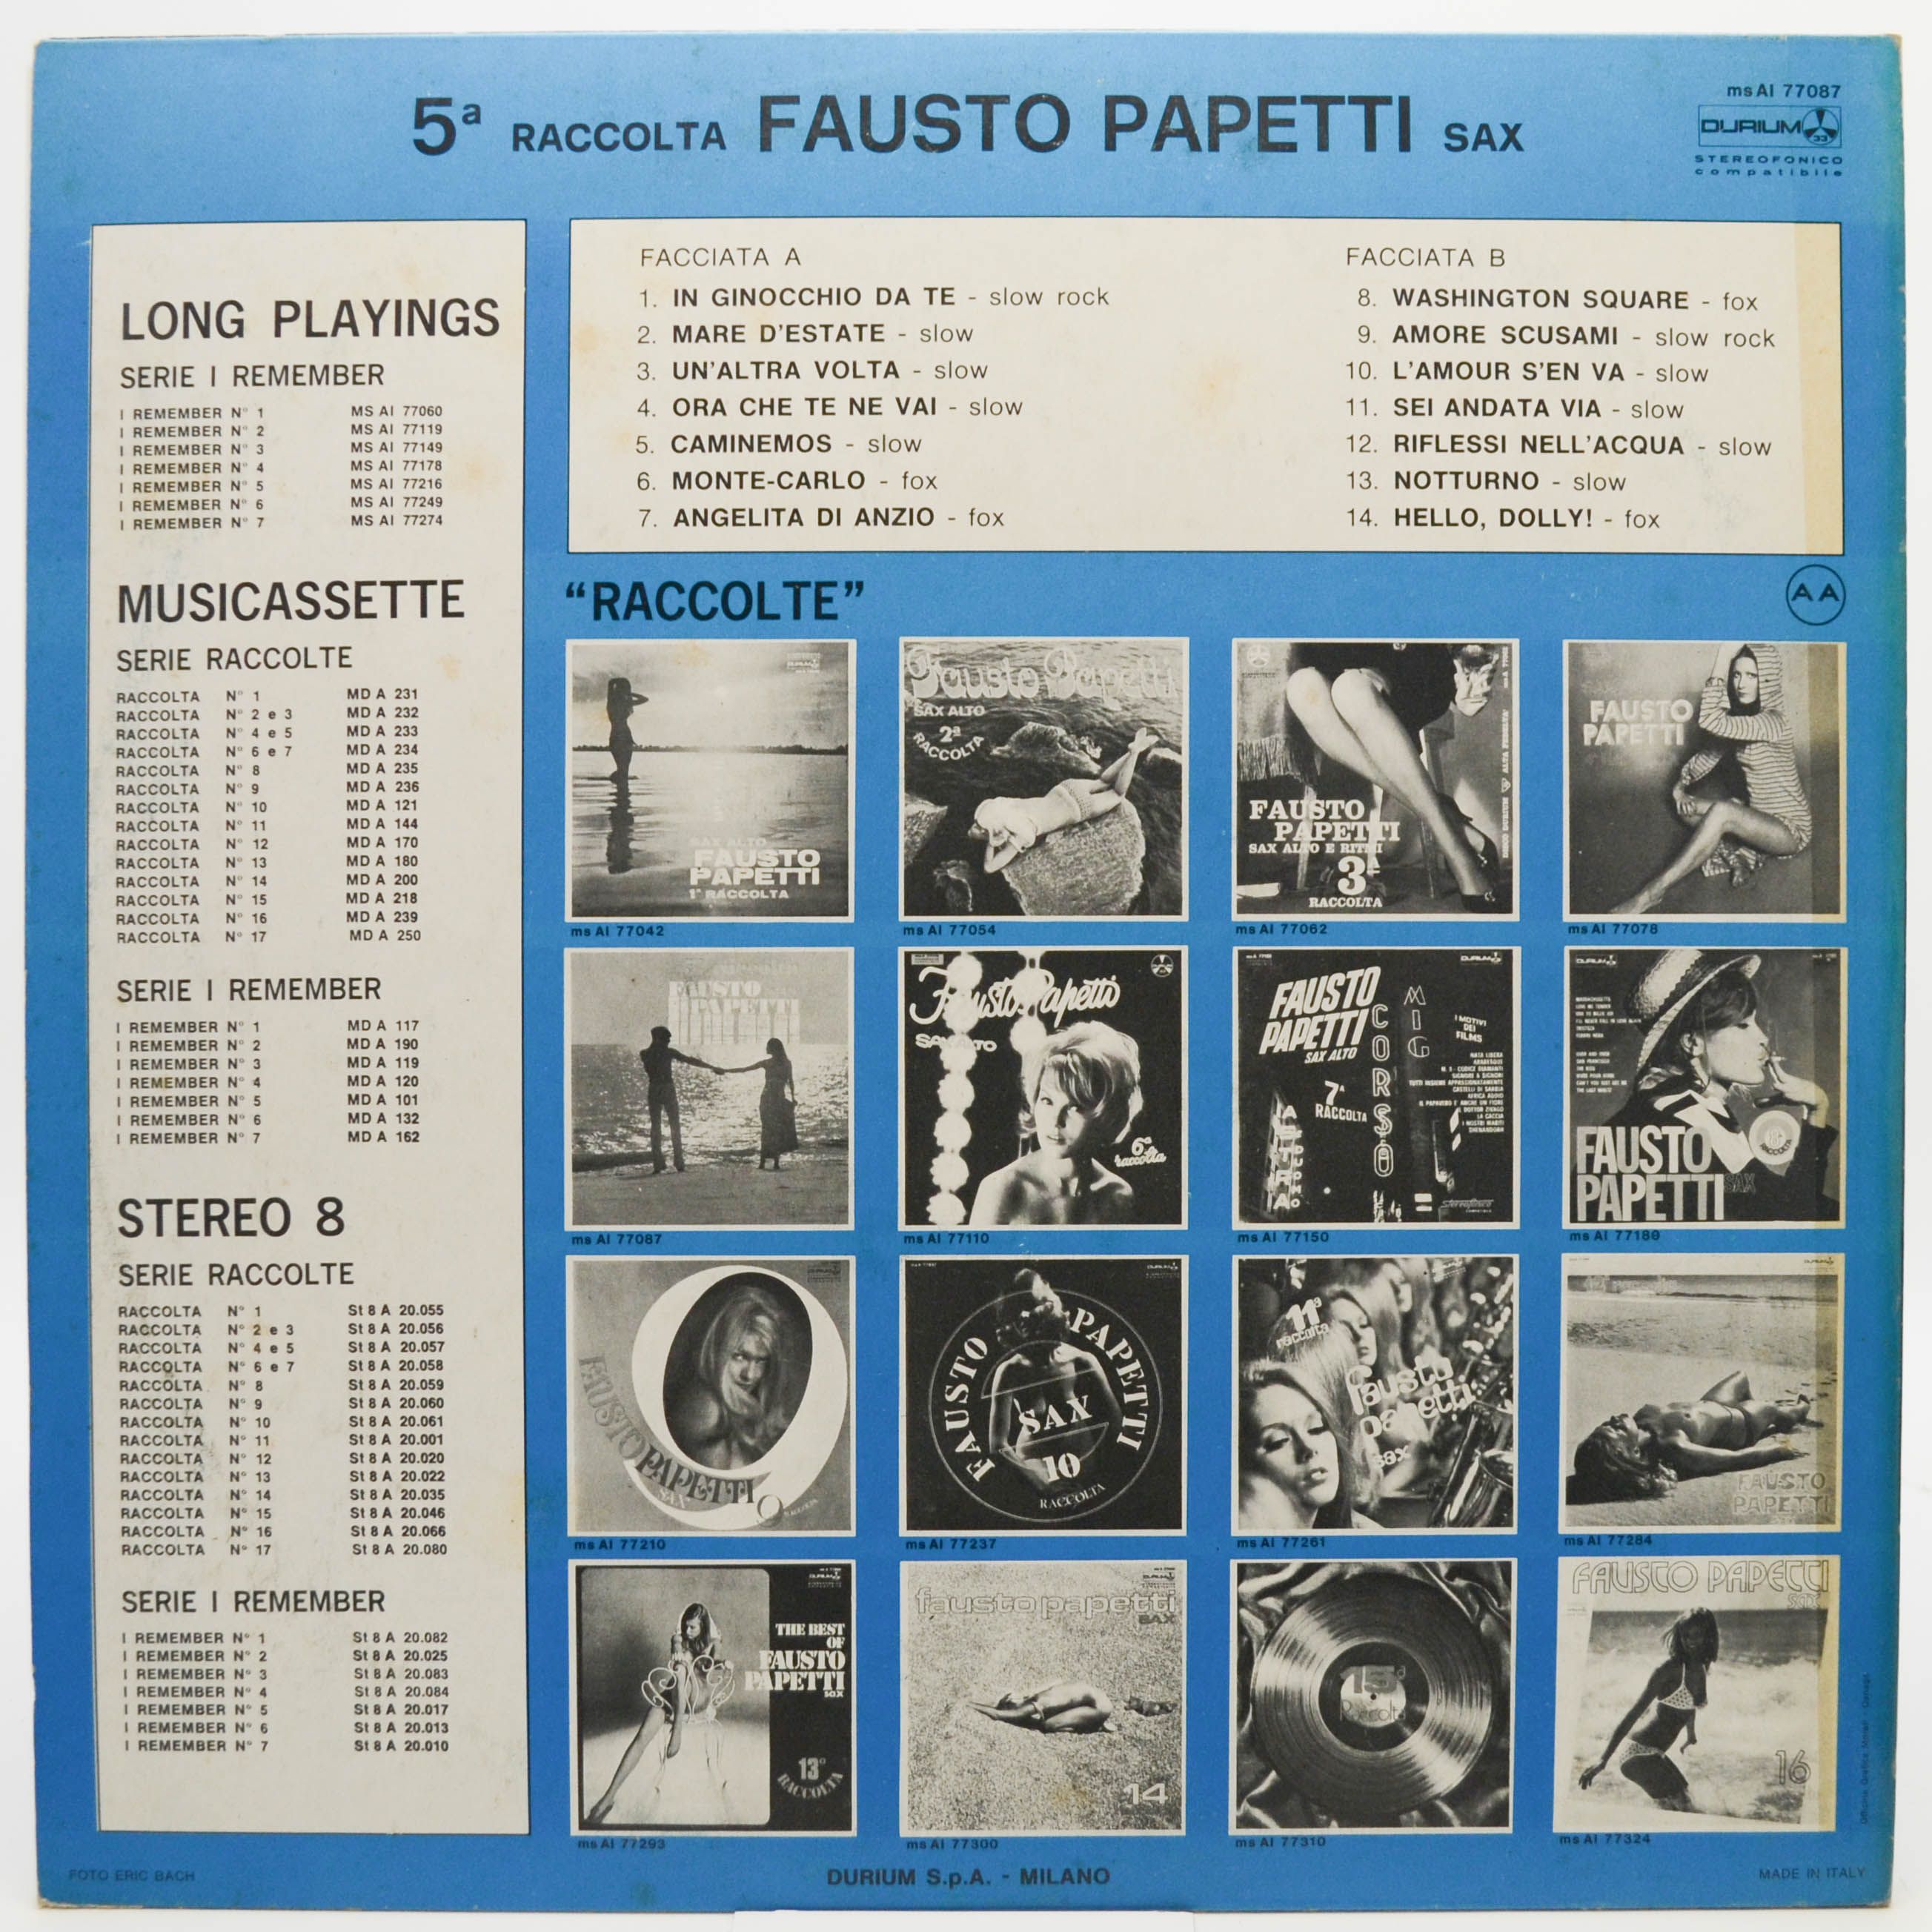 5ª RACCOLTA FAUSTO PAPETTI SAX
ms AI 77087
DURIUM 33
STEREOFONICO
compatibile
LONG PLAYINGS
SERIE I REMEMBER
I REMEMBER N° 1 MS AI 77060
I REMEMBER N° 2 MS AI 77119
I REMEMBER N° 3 MS AI 77149
I REMEMBER N° 4 MS AI 77178
I REMEMBER N° 5 MS AI 77216
I REMEMBER N° 6 MS AI 77249
I REMEMBER N° 7 MS AI 77274
MUSICASSETTE
SERIE RACCOLTE
RACCOLTA N° 1 MD A 231
RACCOLTA N° 2 e 3 MD A 232
RACCOLTA N° 4 e 5 MD A 233
RACCOLTA N° 6 e 7 MD A 234
RACCOLTA N° 8 MD A 235
RACCOLTA N° 9 MD A 236
RACCOLTA N° 10 MD A 121
RACCOLTA N° 11 MD A 144
RACCOLTA N° 12 MD A 170
RACCOLTA N° 13 MD A 180
RACCOLTA N° 14 MD A 200
RACCOLTA N° 15 MD A 218
RACCOLTA N° 16 MD A 239
RACCOLTA N° 17 MD A 250
SERIE I REMEMBER
I REMEMBER N° 1 MD A 117
I REMEMBER N° 2 MD A 190
I REMEMBER N° 3 MD A 119
I REMEMBER N° 4 MD A 120
I REMEMBER N° 5 MD A 101
I REMEMBER N° 6 MD A 132
I REMEMBER N° 7 MD A 162
STEREO 8
SERIE RACCOLTE
RACCOLTA N° 1 St 8 A 20.055
RACCOLTA N° 2 e 3 St 8 A 20.056
RACCOLTA N° 4 e 5 St 8 A 20.057
RACCOLTA N° 6 e 7 St 8 A 20.058
RACCOLTA N° 8 St 8 A 20.059
RACCOLTA N° 9 St 8 A 20.060
RACCOLTA N° 10 St 8 A 20.061
RACCOLTA N° 11 St 8 A 20.001
RACCOLTA N° 12 St 8 A 20.020
RACCOLTA N° 13 St 8 A 20.022
RACCOLTA N° 14 St 8 A 20.035
RACCOLTA N° 15 St 8 A 20.046
RACCOLTA N° 16 St 8 A 20.066
RACCOLTA N° 17 St 8 A 20.080
SERIE I REMEMBER
I REMEMBER N° 1 St 8 A 20.082
I REMEMBER N° 2 St 8 A 20.025
I REMEMBER N° 3 St 8 A 20.083
I REMEMBER N° 4 St 8 A 20.084
I REMEMBER N° 5 St 8 A 20.017
I REMEMBER N° 6 St 8 A 20.013
I REMEMBER N° 7 St 8 A 20.010
FACCIATA A
1. IN GINOCCHIO DA TE - slow rock
2. MARE D'ESTATE - slow
3. UN'ALTRA VOLTA - slow
4. ORA CHE TE NE VAI - slow
5. CAMINEMOS - slow
6. MONTE-CARLO - fox
7. ANGELITA DI ANZIO - fox
FACCIATA B
8. WASHINGTON SQUARE - fox
9. AMORE SCUSAMI - slow rock
10. L'AMOUR S'EN VA - slow
11. SEI ANDATA VIA - slow
12. RIFLESSI NELL'ACQUA - slow
13. NOTTURNO - slow
14. HELLO, DOLLY! - fox
"RACCOLTE"
AA
SAX ALTO
FAUSTO
PAPETTI
1ª RACCOLTA
ms AI 77042
Fausto Papetti
SAX ALTO
2ª
RACCOLTA
ms AI 77054
FAUSTO
PAPETTI
SAX ALTO E RITMI
3ª
RACCOLTA
ms AI 77062
FAUSTO
PAPETTI
ms AI 77078
FAUSTO
PAPETTI
ms AI 77087
Fausto Papetti
SAX ALTO
6ª
raccolta
ms AI 77110
DURIUM
FAUSTO
PAPETTI
SAX ALTO
7ª
RACCOLTA
CORSO
MIG
I MOTIVI
DEI
FILMS
ms AI 77150
DURIUM
FAUSTO
PAPETTI
SAX
RACCOLTA
ms AI 77180
FAUSTO PAPETTI
SAX
9
RACCOLTA
ms AI 77210
FAUSTO PAPETTI
SAX
10
RACCOLTA
ms AI 77237
11ª
raccolta
fausto
papetti
sax
ms AI 77261
FAUSTO
PAPETTI
ms AI 77284
THE BEST
OF
FAUSTO
PAPETTI
sax
13°
RACCOLTA
ms AI 77293
fausto papetti
SAX
14
ms AI 77300
15ª
Raccolta
ms AI 77310
FAUSTO PAPETTI
SAX
16
ms AI 77324
FOTO ERIC BACH
DURIUM S.p.A. - MILANO
MADE IN ITALY